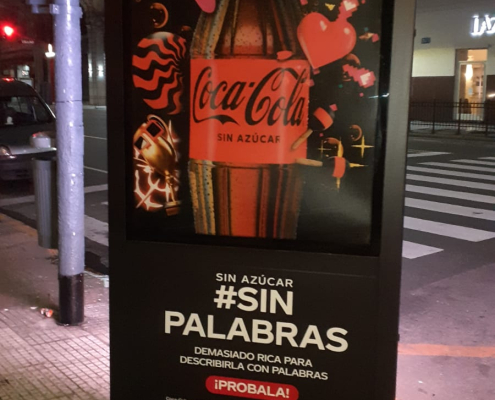 Coca-Cola
SIN AZÚCAR
SIN AZÚCAR
#SIN
PALABRAS
DEMASIADO RICA PARA
DESCRIBIRLA CON PALABRAS
¡PROBALA!